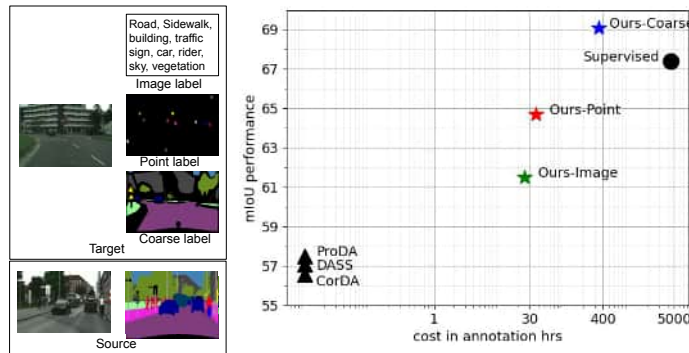 Road, Sidewalk,
building, traffic
sign, car, rider,
sky, vegetation
Image label
Point label
Coarse label
Target
Source
mIoU performance
69
67
65
63
61
59
57
55
Ours-Coarse
Supervised
Ours-Point
Ours-Image
ProDA
DASS
CorDA
1
30
400
5000
cost in annotation hrs